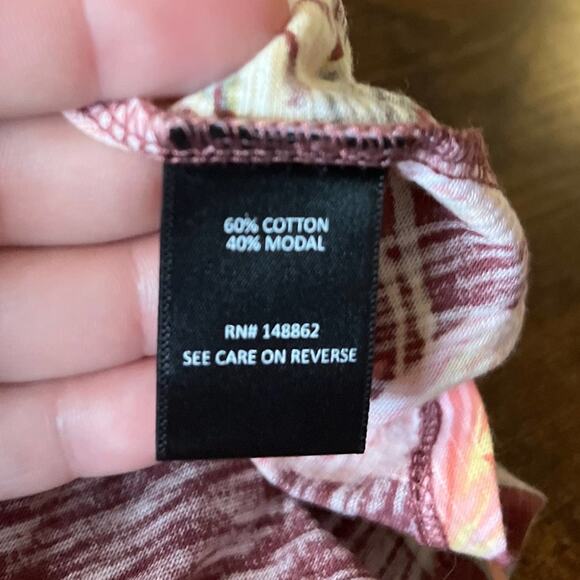 60% COTTON
40% MODAL
RN# 148862
SEE CARE ON REVERSE